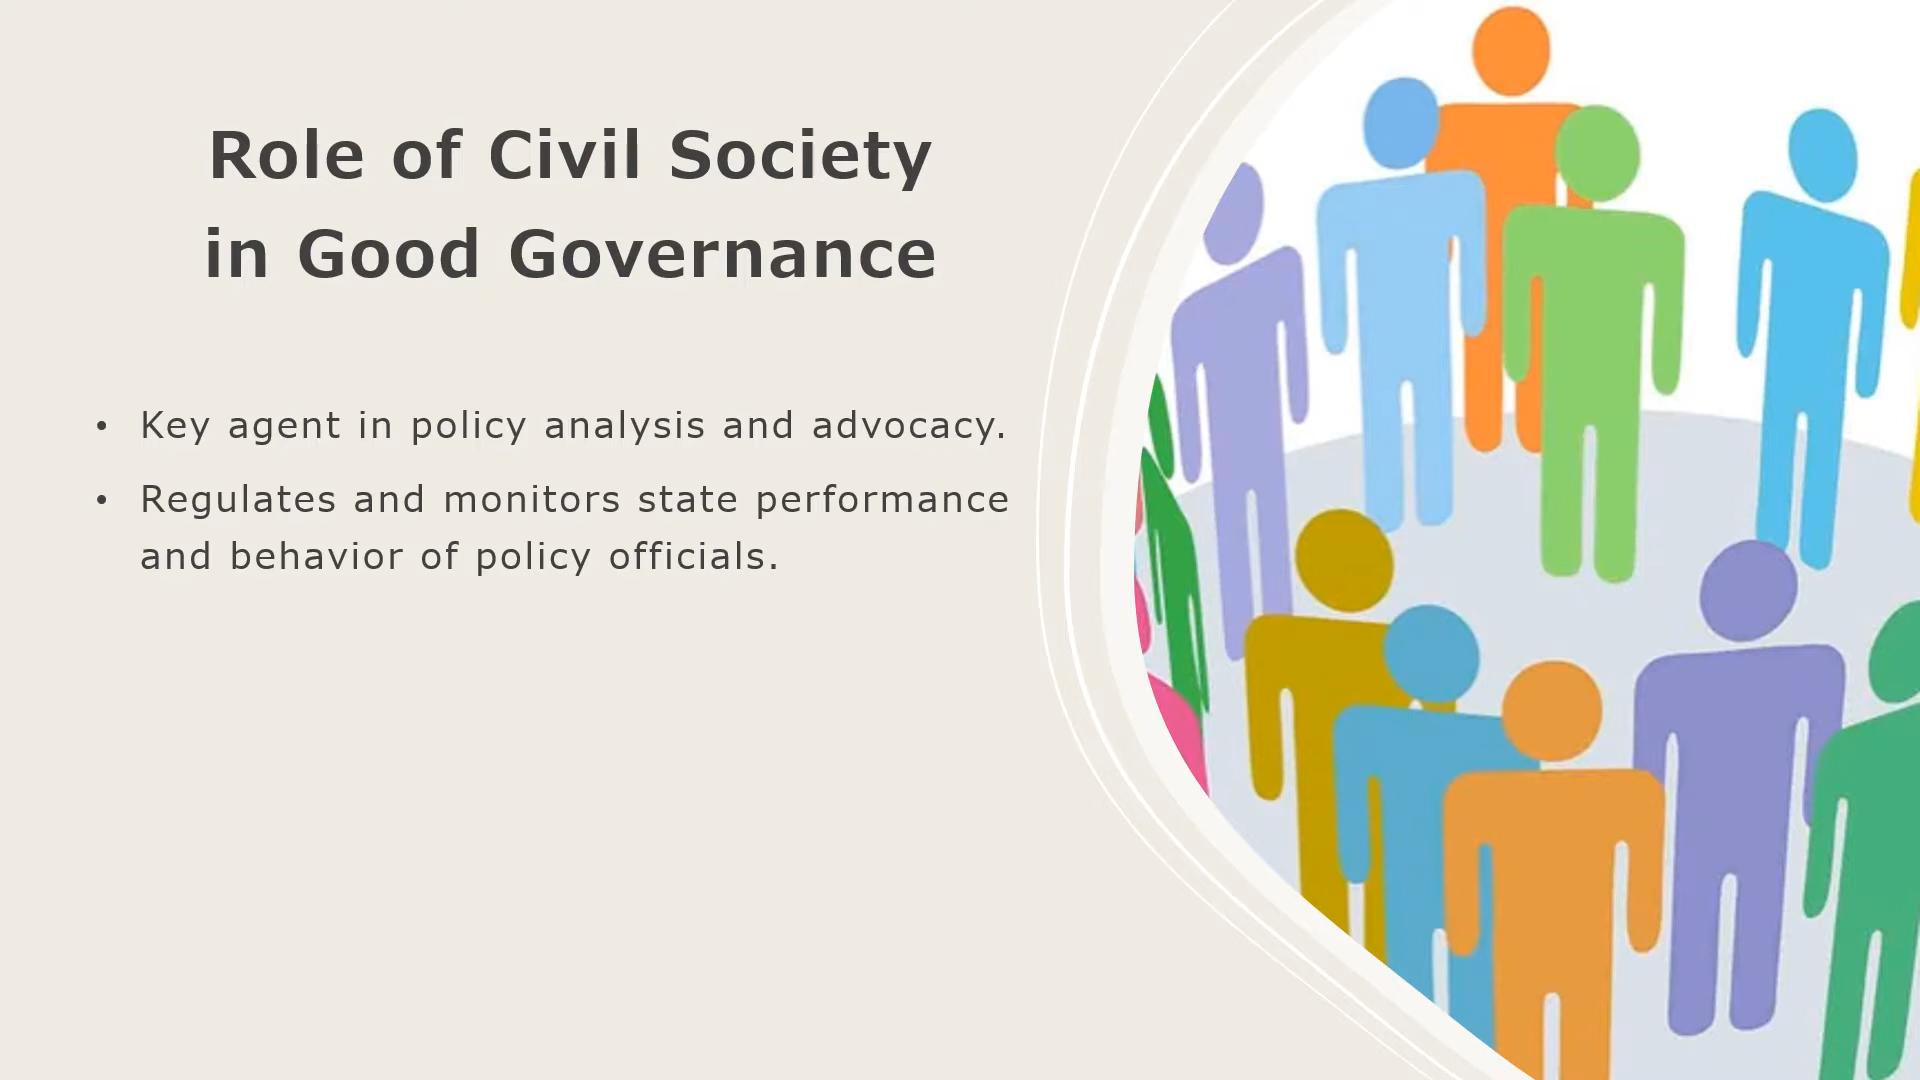 Role of Civil Society
in Good Governance
• Key agent in policy analysis and advocacy.
• Regulates and monitors state performance
and behavior of policy officials.